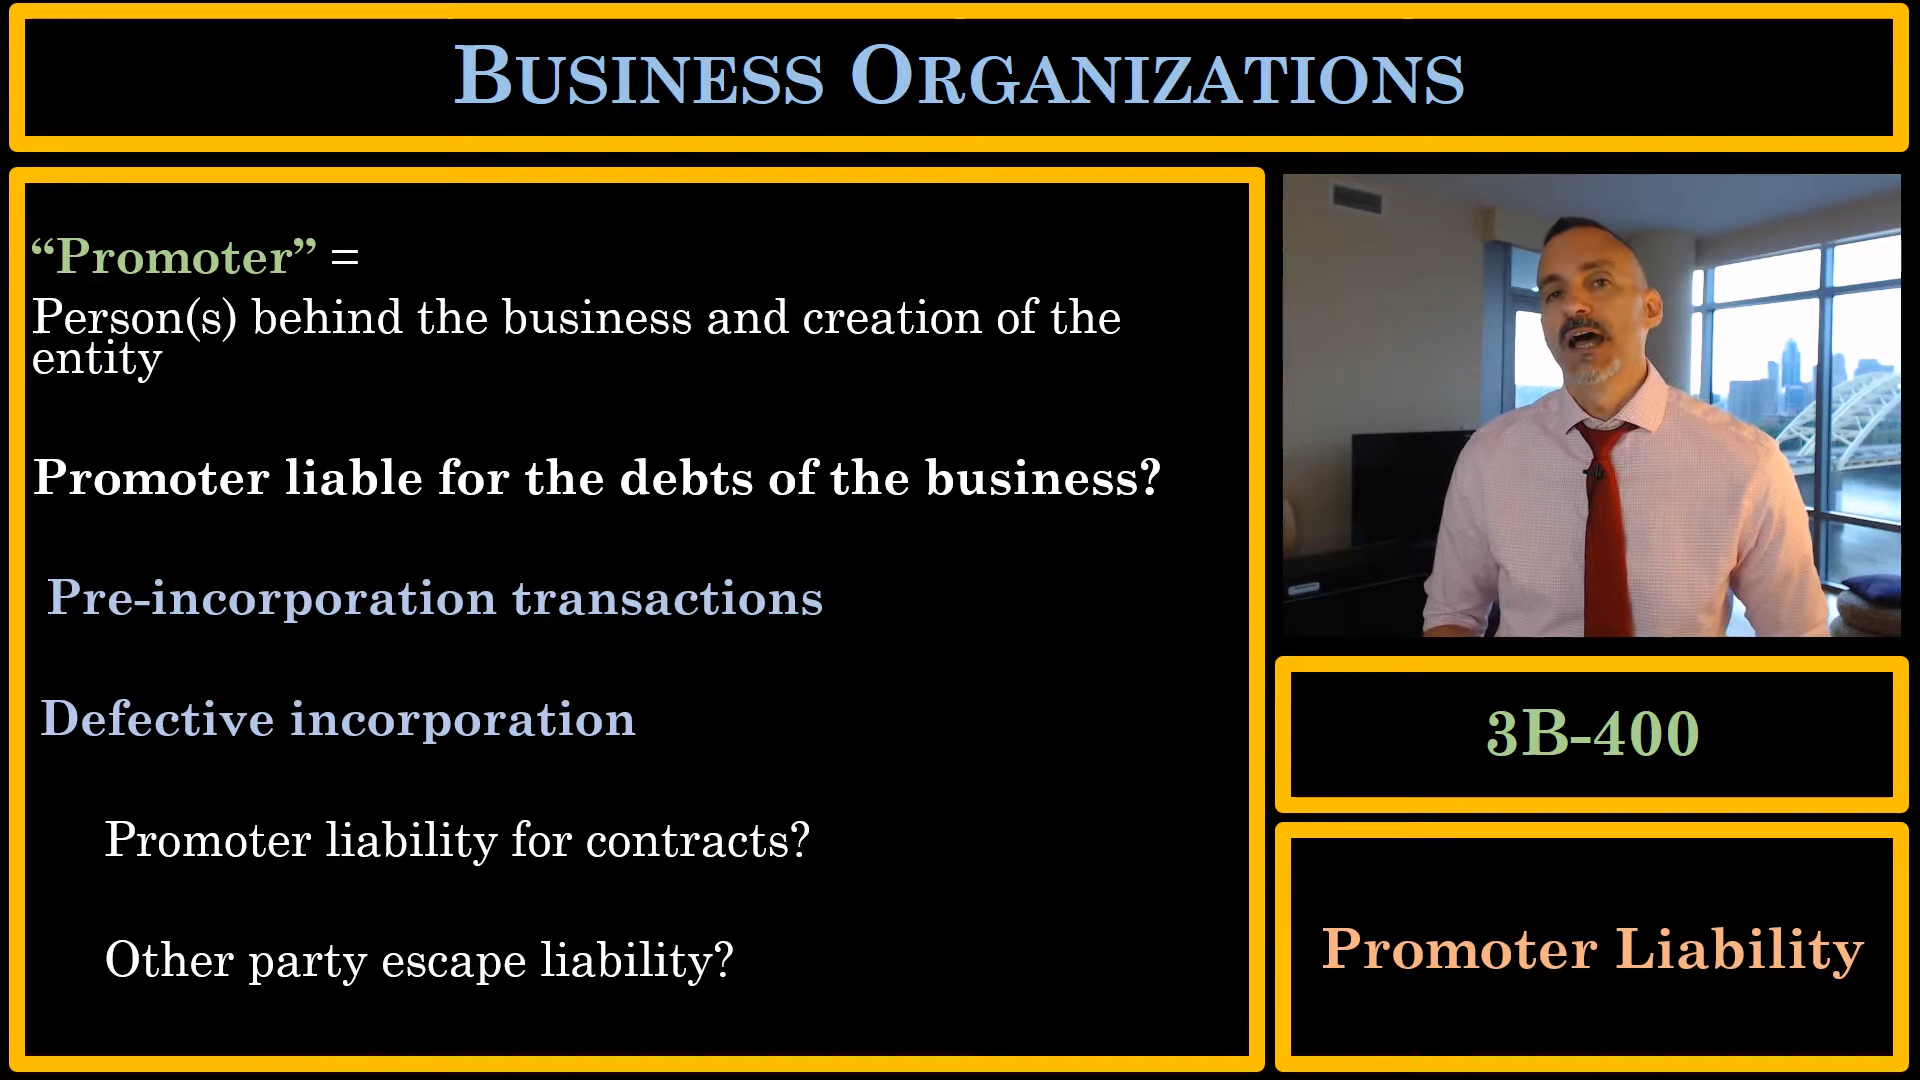 BUSINESS ORGANIZATIONS
“Promoter” =
Person(s) behind the business and creation of the
entity
Promoter liable for the debts of the business?
Pre-incorporation transactions
Defective incorporation
Promoter liability for contracts?
Other party escape liability?
3B-400
Promoter Liability